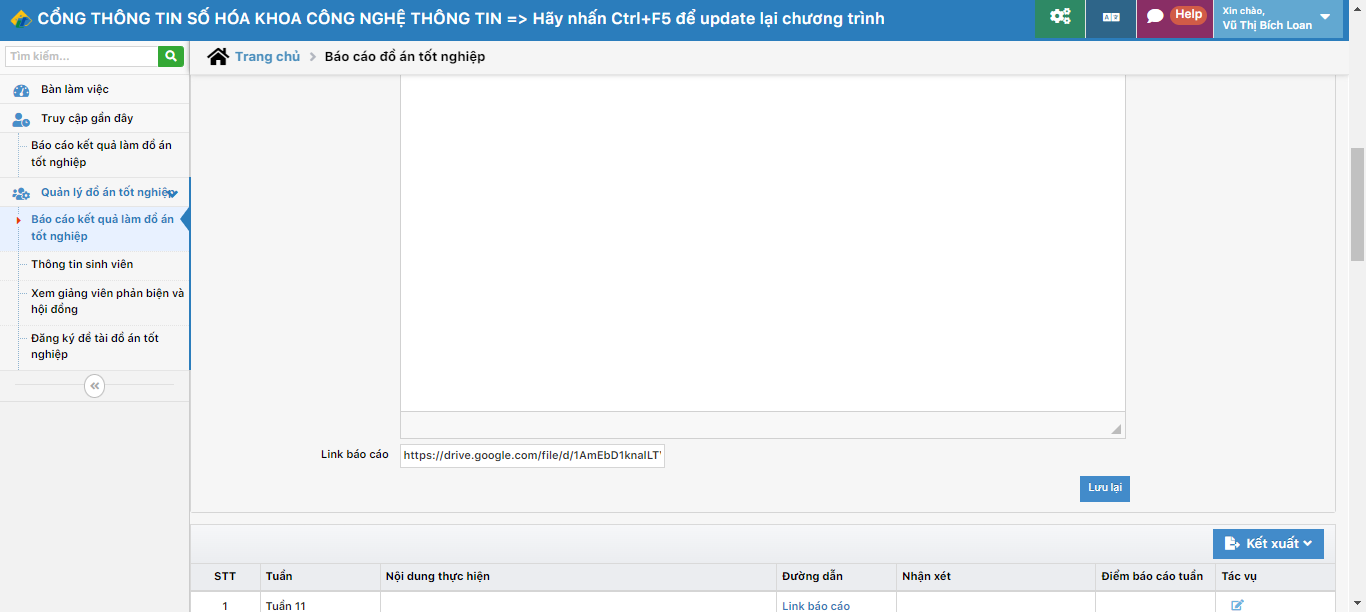 CỔNG THÔNG TIN SỐ HÓA KHOA CÔNG NGHỆ THÔNG TIN => Hãy nhấn Ctrl+F5 để update lại chương trình
Help
Xin chào,
Vũ Thị Bích Loan
Tìm kiếm...
Trang chủ
Báo cáo đồ án tốt nghiệp
Bàn làm việc
Truy cập gần đây
Báo cáo kết quả làm đồ án
tốt nghiệp
Quản lý đồ án tốt nghiệp
Báo cáo kết quả làm đồ án
tốt nghiệp
Thông tin sinh viên
Xem giảng viên phản biện và
hội đồng
Đăng ký đề tài đồ án tốt
nghiệp
Link báo cáo
https://drive.google.com/file/d/1AmEbD1knaILT
Lưu lại
Kết xuất
STT Tuần Nội dung thực hiện Đường dẫn Nhận xét Điểm báo cáo tuần Tác vụ
1 Tuần 11 Link báo cáo